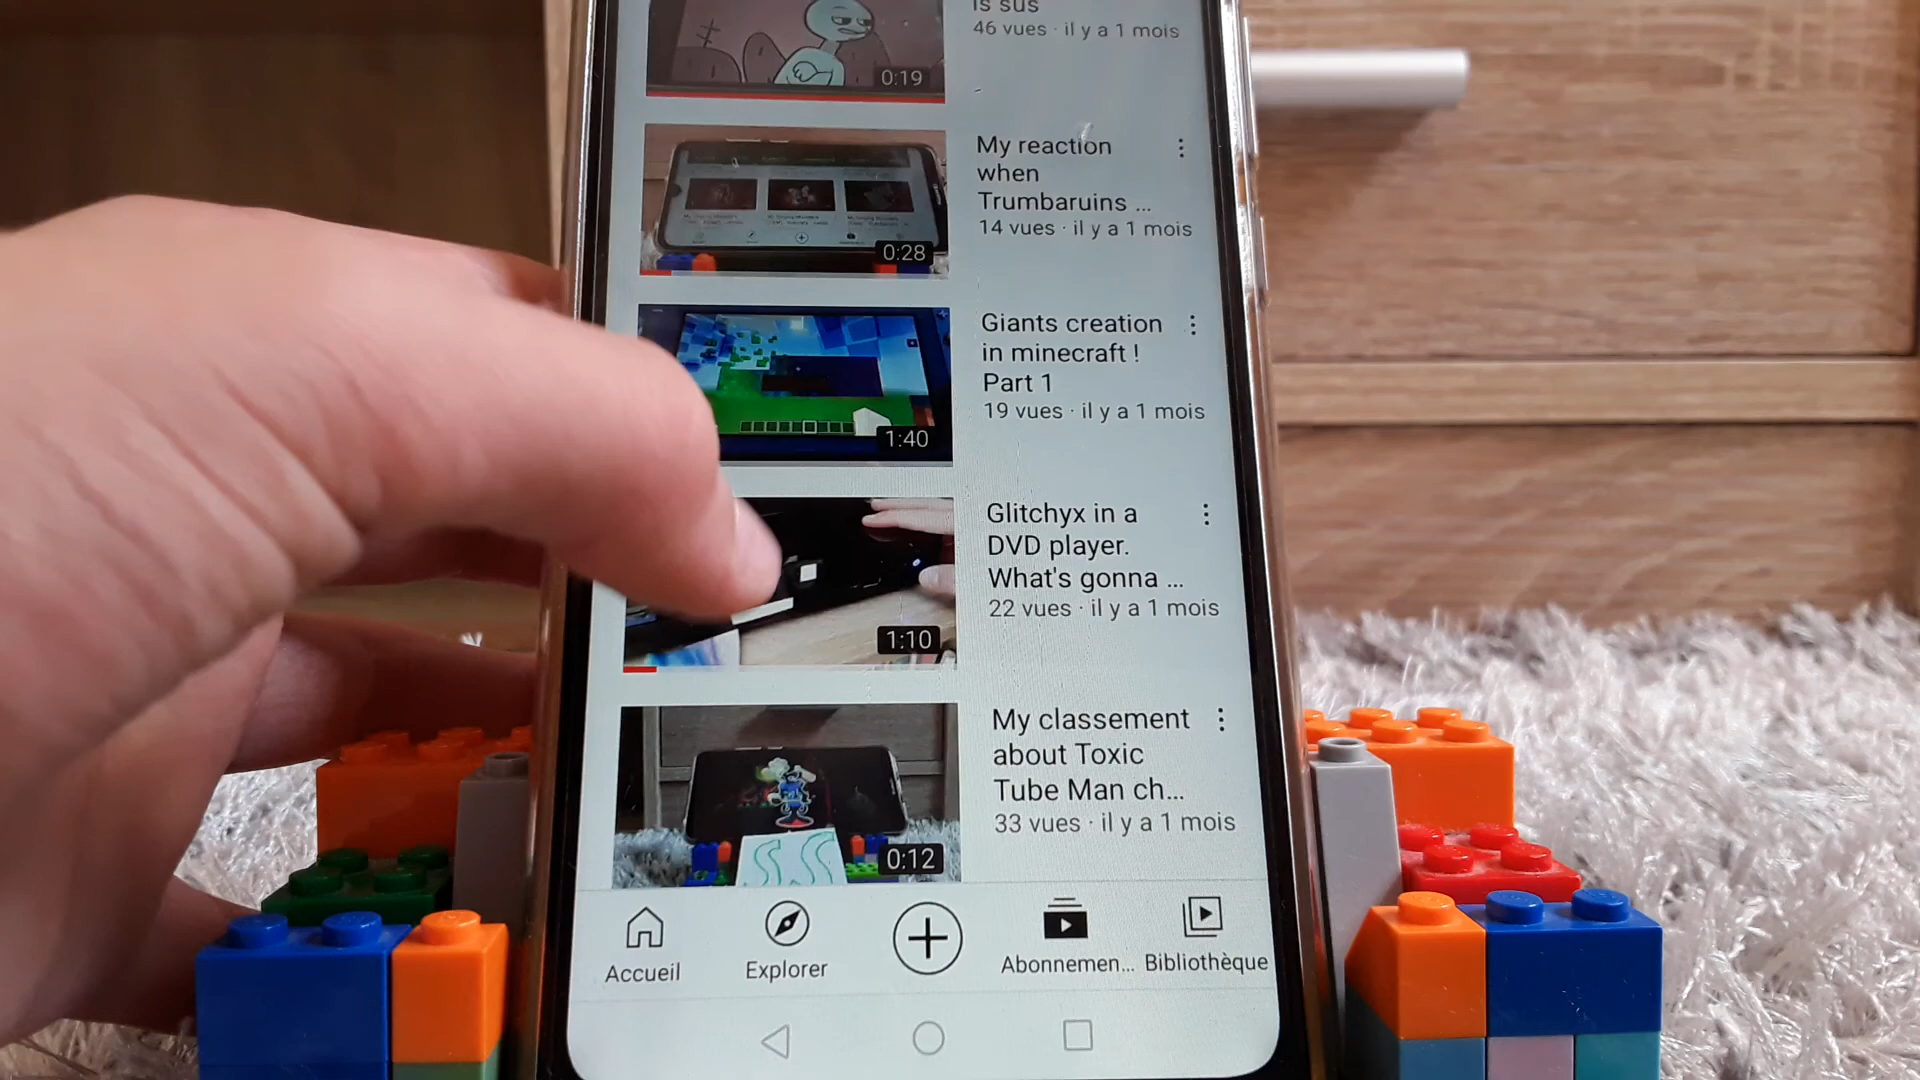 is sus
46 vues · il y a 1 mois
0:19
My reaction
when
Trumbaruins ...
14 vues · il y a 1 mois
0:28
Giants creation
in minecraft !
Part 1
19 vues · il y a 1 mois
1:40
Glitchyx in a
DVD player.
What's gonna ...
22 vues · il y a 1 mois
1:10
My classement
about Toxic
Tube Man ch...
33 vues · il y a 1 mois
0:12
Accueil
Explorer
Abonnemen...
Bibliothèque